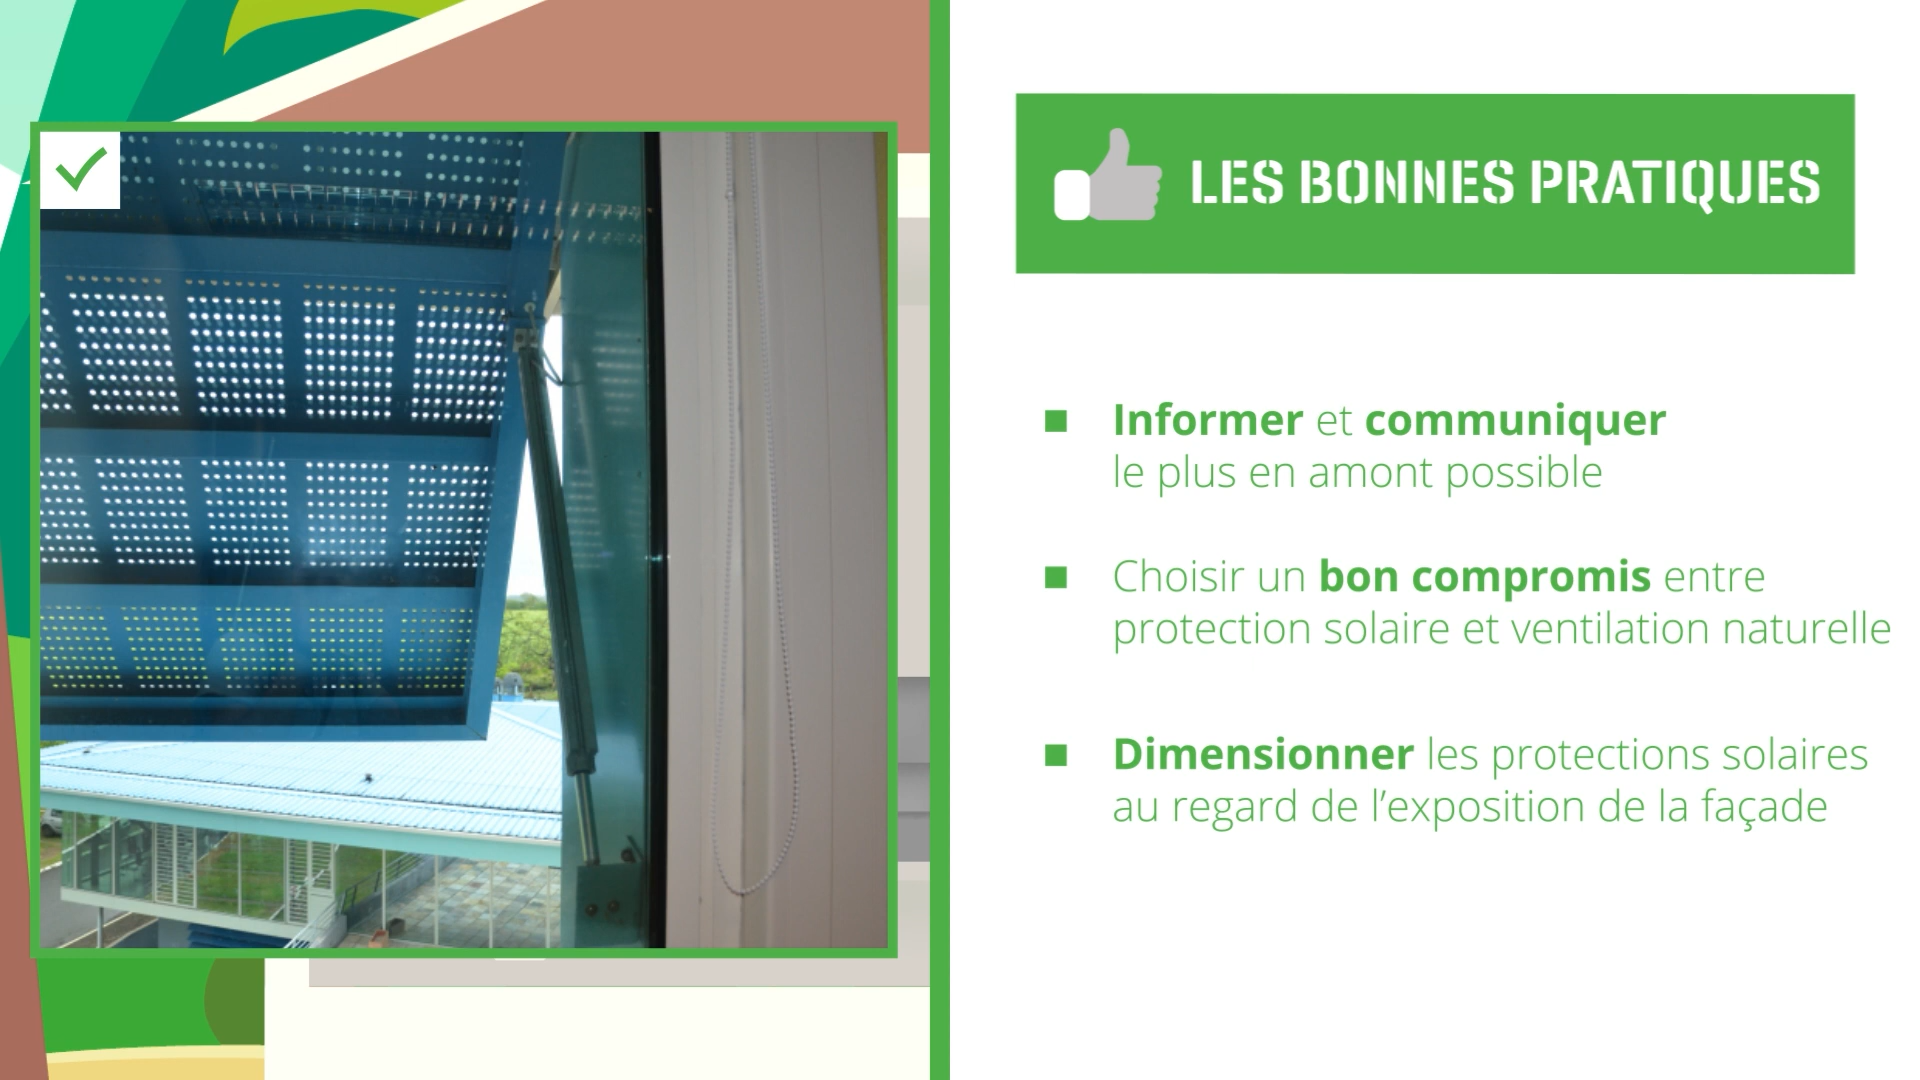 LES BONNES PRATIQUES
Informer et communiquer
le plus en amont possible
Choisir un bon compromis entre
protection solaire et ventilation naturelle
Dimensionner les protections solaires
au regard de l’exposition de la façade